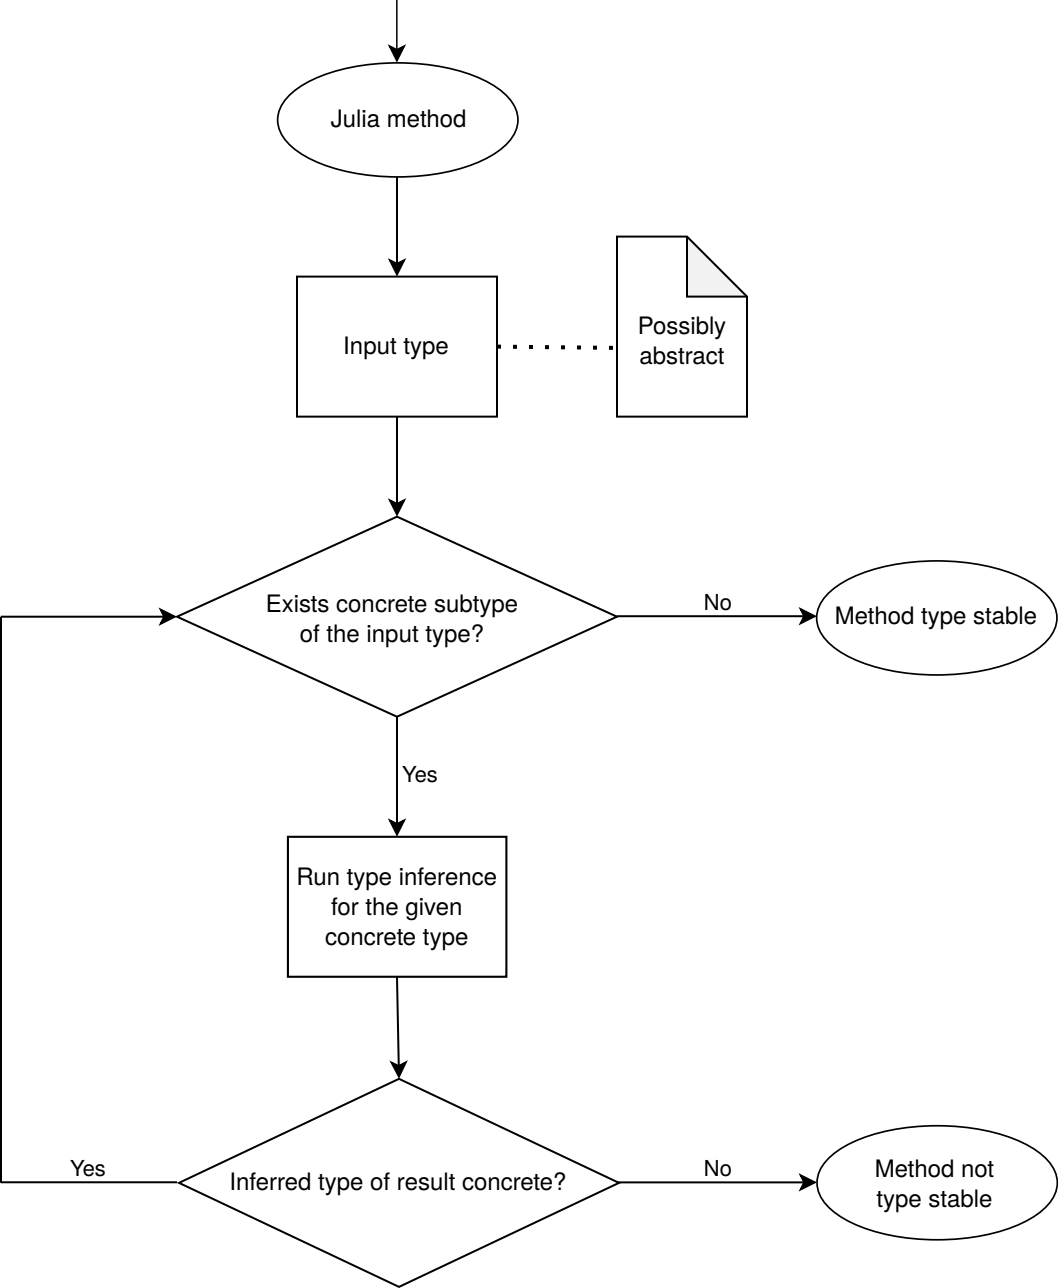 Julia method
Input type
Possibly
abstract
Exists concrete subtype
of the input type?
No
Method type stable
Yes
Run type inference
for the given
concrete type
Yes
Inferred type of result concrete?
No
Method not
type stable